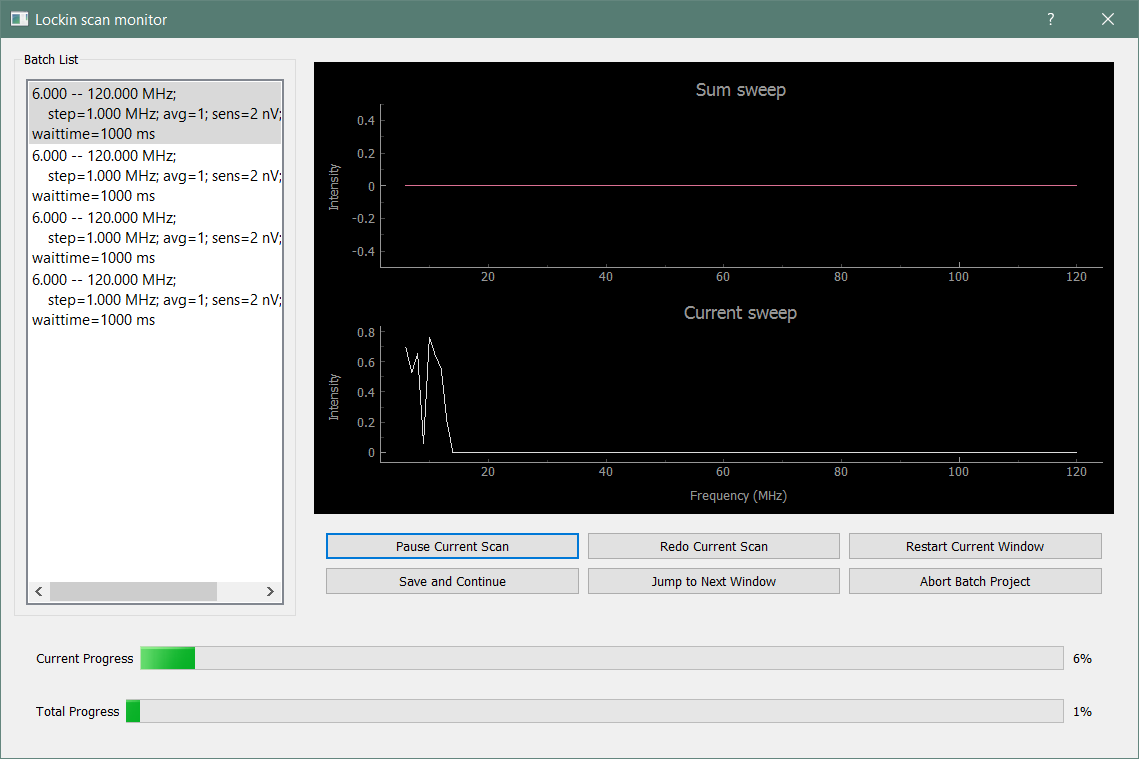 Lockin scan monitor
?
Batch List
6.000 -- 120.000 MHz;
step=1.000 MHz; avg=1; sens=2 nV;
waittime=1000 ms
6.000 -- 120.000 MHz;
step=1.000 MHz; avg=1; sens=2 nV;
waittime=1000 ms
6.000 -- 120.000 MHz;
step=1.000 MHz; avg=1; sens=2 nV;
waittime=1000 ms
6.000 -- 120.000 MHz;
step=1.000 MHz; avg=1; sens=2 nV;
waittime=1000 ms
Sum sweep
Intensity
0.4
0.2
0
-0.2
-0.4
20 40 60 80 100 120
Current sweep
Intensity
0.8
0.6
0.4
0.2
0
20 40 60 80 100 120
Frequency (MHz)
Pause Current Scan Redo Current Scan Restart Current Window
Save and Continue Jump to Next Window Abort Batch Project
Current Progress 6%
Total Progress 1%